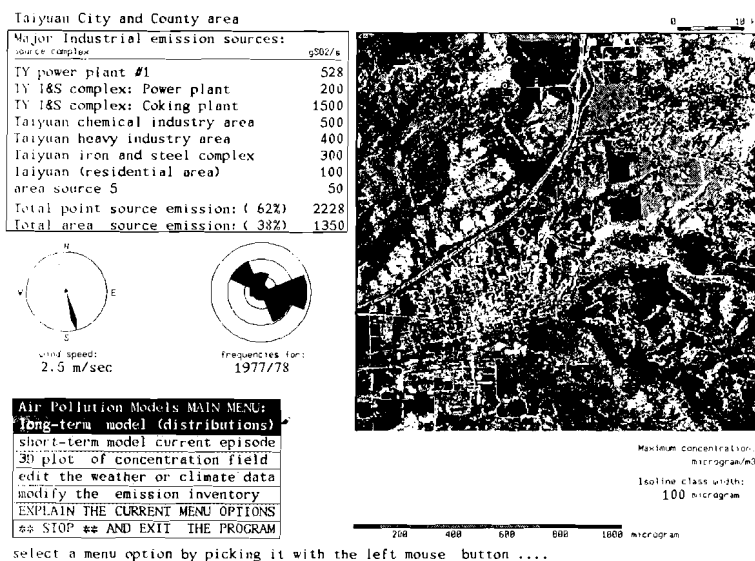 Taiyuan City and County area
0 10 k
Major Industrial emission sources:
source complex gSO2/s
TY power plant #1 528
TY I&S complex: Power plant 200
TY I&S complex: Coking plant 1500
Taiyuan chemical industry area 500
Taiyuan heavy industry area 400
Taiyuan iron and steel complex 300
Taiyuan (residential area) 100
area source 5 50
Total point source emission: ( 62%) 2228
Total area source emission: ( 38%) 1350
N
W E
S
wind speed:
2.5 m/sec
frequencies for:
1977/78
Air Pollution Models MAIN MENU:
long-term model (distributions)
short-term model current episode
3D plot of concentration field
edit the weather or climate data
modify the emission inventory
EXPLAIN THE CURRENT MENU OPTIONS
** STOP ** AND EXIT THE PROGRAM
Maximum concentration.
microgram/m3
Isoline class width:
100 microgram
200 400 600 800 1000 microgram
select a menu option by picking it with the left mouse button ....